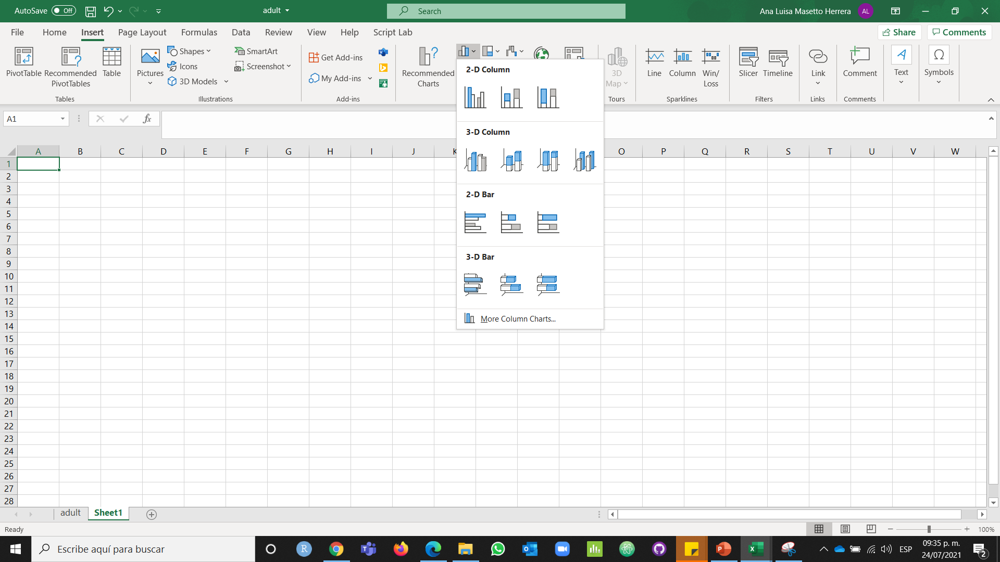 AutoSave Off adult Search Ana Luisa Masetto Herrera AL
File Home Insert Page Layout Formulas Data Review View Help Script Lab Share Comments
PivotTable
Recommended
PivotTables
Table
Tables
Pictures
Shapes
Icons
3D Models
SmartArt
Screenshot
Illustrations
Get Add-ins
My Add-ins
Add-ins
Recommended
Charts
3D
Map
Tours
Line
Column
Win/
Loss
Sparklines
Slicer
Timeline
Filters
Link
Links
Comment
Comments
Text
Symbols
A1 fx
2-D Column
3-D Column
2-D Bar
3-D Bar
More Column Charts...
A B C D E F G H I J K O P Q R S T U V W
1
2
3
4
5
6
7
8
9
10
11
12
13
14
15
16
17
18
19
20
21
22
23
24
25
26
27
28
adult Sheet1
Ready 100%
Escribe aquí para buscar
ESP
09:35 p. m.
24/07/2021
2